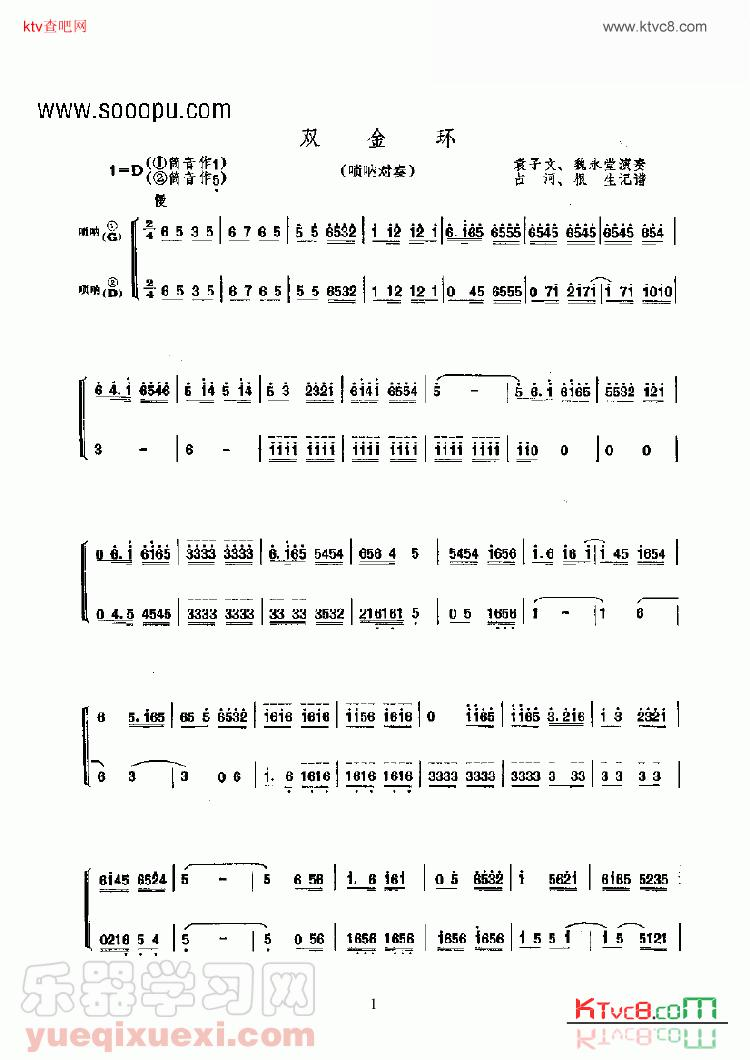 ktv查吧网
www.ktvc8.com
www.sooopu.com
双 金 环
1=D (①筒音作1)
(②筒音作5)
(唢呐对奏)
袁子文、魏永堂演奏
古 河、根 生记谱
慢
唢呐① (G) 2/4 6 5 3 5 | 6 7 6 5 | 5 5 6532 | 1 12 12 1 | 6. 165 6555 | 6545 6545 | 6545 654 |
唢呐② (D) 2/4 6 5 3 5 | 6 7 6 5 | 5 5 6532 | 1 12 12 1 | 0 45 6555 | 0 71 2171 | 1 71 1010 |
6 4. 1 6546 | 5 14 5 14 | 5 3 2321 | 6141 6554 | 5 - | 5 6. 1 6165 | 5532 121 |
3 - | 6 - | 1111 1111 | 1111 1111 | 1111 1111 | 110 0 | 0 0 |
0 6. 1 6165 | 3333 3333 | 6. 165 5454 | 656 4 5 | 5454 1656 | 1. 6 16 1 | 1 45 1654 |
0 4. 5 4545 | 3333 3333 | 33 33 3532 | 216161 5 | 0 5 1656 | 1 - | 1 6 |
6 5. 165 | 65 5 6532 | 1616 1616 | 1156 1616 | 0 1165 | 1165 3. 216 | 1 3 2321 |
6 3 | 3 0 6 | 1. 6 1616 | 1616 1616 | 3333 3333 | 3333 3 33 | 3 3 3 3 |
6145 6524 | 5 - | 5 6 56 | 1. 6 161 | 0 5 6532 | 1 5621 | 6165 5235
0216 5 4 | 5 - | 5 0 56 | 1656 1656 | 1656 1656 | 1 5 5 1 | 1 5121
乐器学习网
yueqixuexi.com
1
KTvc8.com